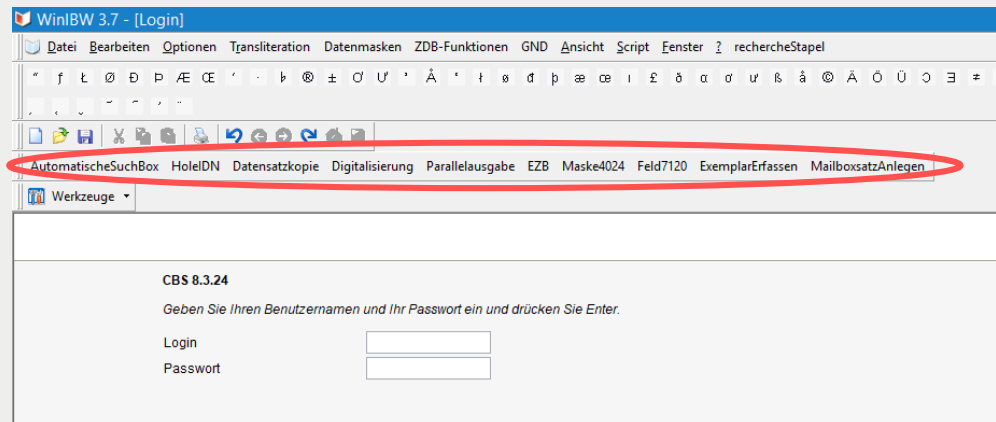 WinIBW 3.7 - [Login]
Datei Bearbeiten Optionen Transliteration Datenmasken ZDB-Funktionen GND Ansicht Script Fenster ? rechercheStapel
ƒ Ł Ø Đ Þ Æ Œ ʹ · ♭ ® ± Ơ Ư ʼ Å ʻ ł ø đ þ æ œ ı £ ð α ơ ư ß å © Ä Ö Ü Ɔ Ǝ ≠
AutomatischeSuchBox HoleIDN Datensatzkopie Digitalisierung Parallelausgabe EZB Maske4024 Feld7120 ExemplarErfassen MailboxsatzAnlegen
Werkzeuge
CBS 8.3.24
Geben Sie Ihren Benutzernamen und Ihr Passwort ein und drücken Sie Enter.
Login
Passwort